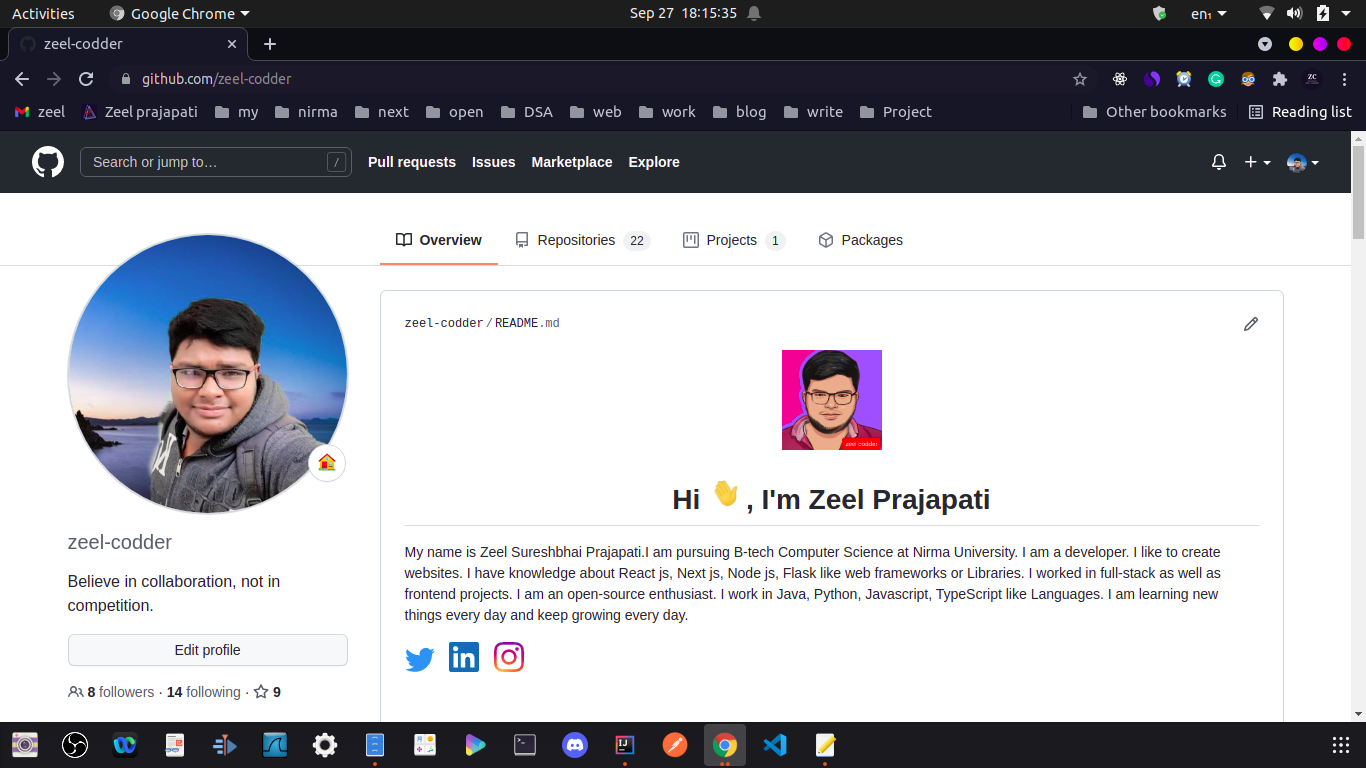 Activities Google Chrome Sep 27 18:15:35 en₁
zeel-codder
github.com/zeel-codder
zeel Zeel prajapati my nirma next open DSA web work blog write Project Other bookmarks Reading list
Search or jump to… / Pull requests Issues Marketplace Explore
Overview Repositories 22 Projects 1 Packages
zeel-codder / README.md
zeel codder
Hi 👋, I'm Zeel Prajapati
My name is Zeel Sureshbhai Prajapati.I am pursuing B-tech Computer Science at Nirma University. I am a developer. I like to create
websites. I have knowledge about React js, Next js, Node js, Flask like web frameworks or Libraries. I worked in full-stack as well as
frontend projects. I am an open-source enthusiast. I work in Java, Python, Javascript, TypeScript like Languages. I am learning new
things every day and keep growing every day.
zeel-codder
Believe in collaboration, not in
competition.
Edit profile
8 followers · 14 following · 9